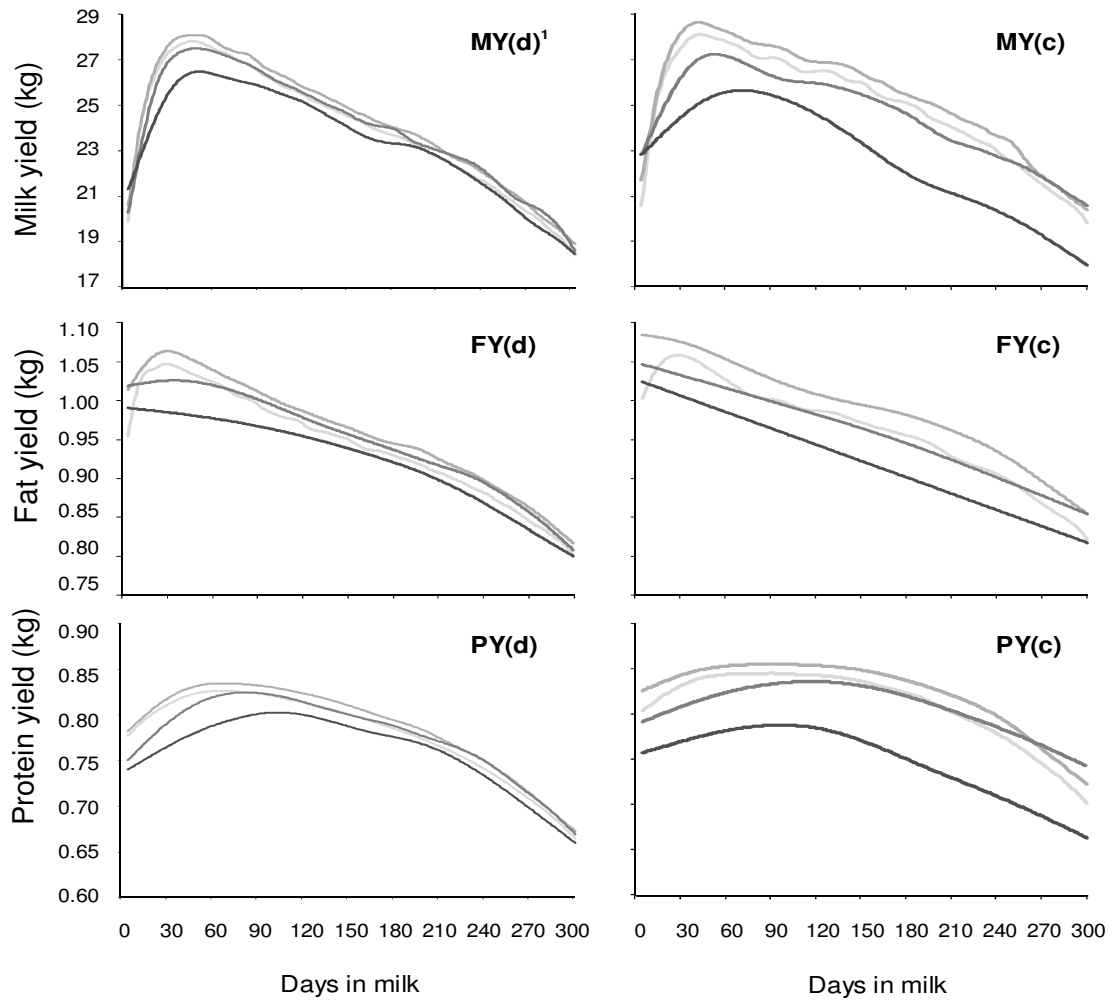 Milk yield (kg)
29
27
25
23
21
19
17
MY(d)¹
MY(c)
Fat yield (kg)
1.10
1.05
1.00
0.95
0.90
0.85
0.80
0.75
FY(d)
FY(c)
Protein yield (kg)
0.90
0.85
0.80
0.75
0.70
0.65
0.60
PY(d)
PY(c)
0 30 60 90 120 150 180 210 240 270 300
0 30 60 90 120 150 180 210 240 270 300
Days in milk
Days in milk